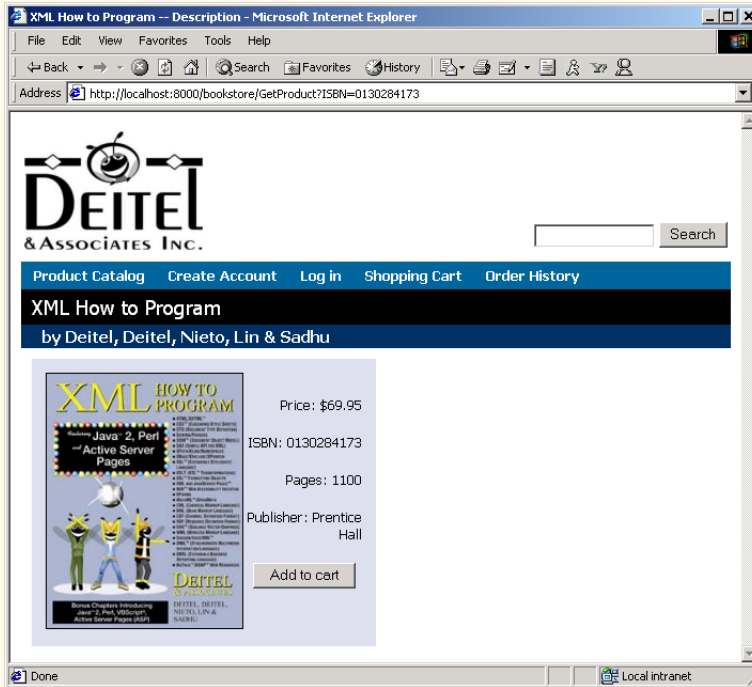 XML How to Program -- Description - Microsoft Internet Explorer
File Edit View Favorites Tools Help
Back Search Favorites History
Address http://localhost:8000/bookstore/GetProduct?ISBN=0130284173
DEITEL
& ASSOCIATES INC.
Search
Product Catalog Create Account Log in Shopping Cart Order History
XML How to Program
by Deitel, Deitel, Nieto, Lin & Sadhu
XML HOW TO
PROGRAM
Java 2, Perl
and Active Server
Pages
DEITEL
& ASSOCIATES
DEITEL, DEITEL,
NIETO, LIN &
SADHU
Bonus Chapters Introducing
Java 2, Perl, VBScript,
Active Server Pages (ASP)
Price: $69.95
ISBN: 0130284173
Pages: 1100
Publisher: Prentice
Hall
Add to cart
Done Local intranet